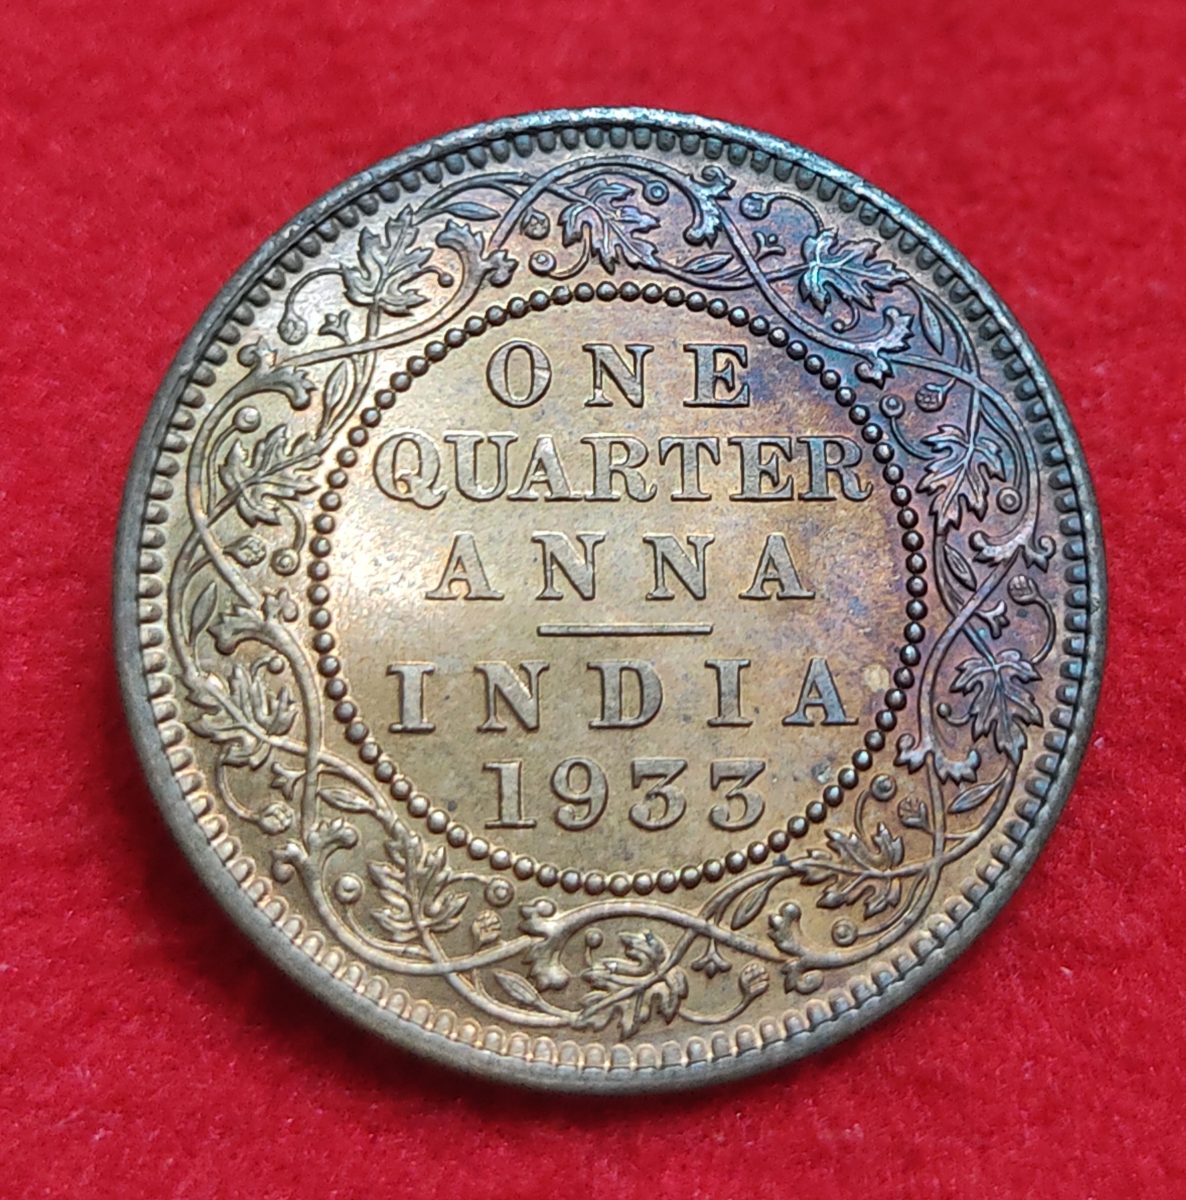 ONE
QUARTER
ANNA
INDIA
1933